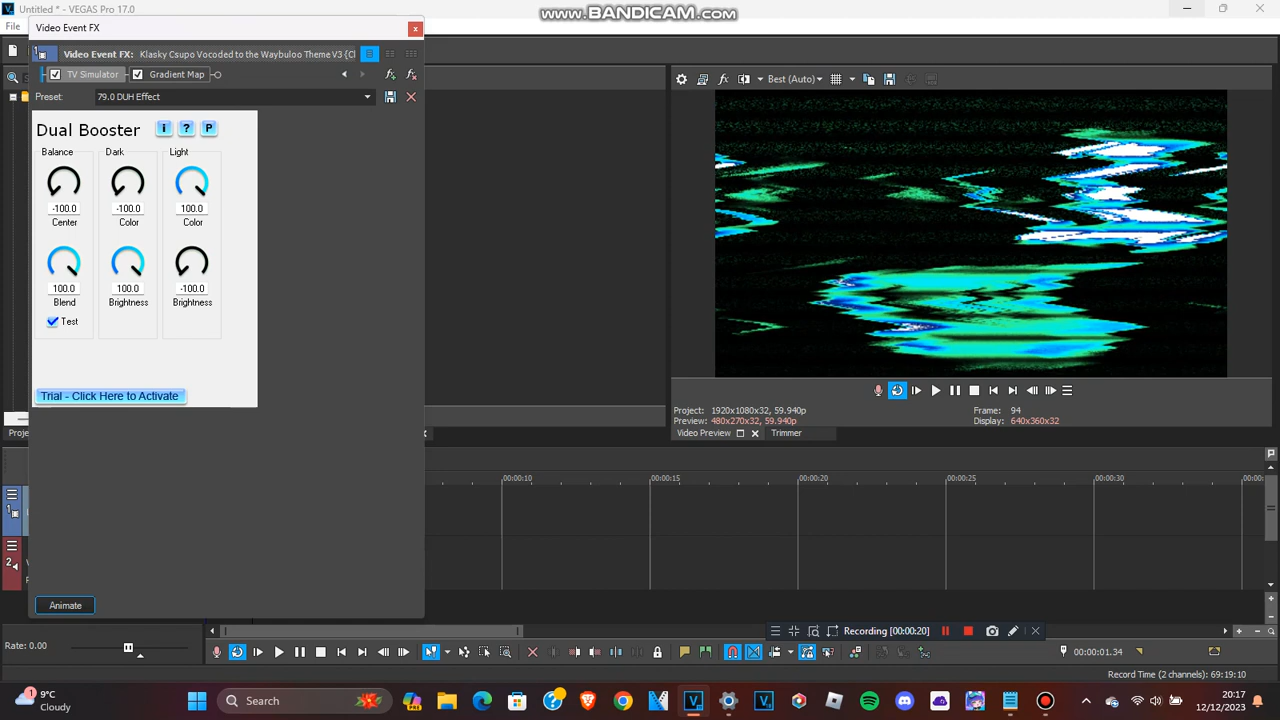 Untitled * - VEGAS Pro 17.0
www.BANDICAM.com
File
Video Event FX
Video Event FX: Klasky Csupo Vocoded to the Waybuloo Theme V3 {Cl
TV Simulator Gradient Map
Preset: 79.0 DUH Effect
Best (Auto)
Dual Booster i ? P
Balance Dark Light
-100.0 -100.0 100.0
Center Color Color
100.0 100.0 -100.0
Blend Brightness Brightness
Test
Trial - Click Here to Activate
Project: 1920x1080x32, 59.940p Frame: 94
Preview: 480x270x32, 59.940p Display: 640x360x32
Proje Video Preview Trimmer
00:00:10 00:00:15 00:00:20 00:00:25 00:00:30 00:00:
1
2
Animate
Recording [00:00:20]
Rate: 0.00
00:00:01.34
Record Time (2 channels): 69:19:10
1
9°C
Cloudy
Search
20:17
12/12/2023